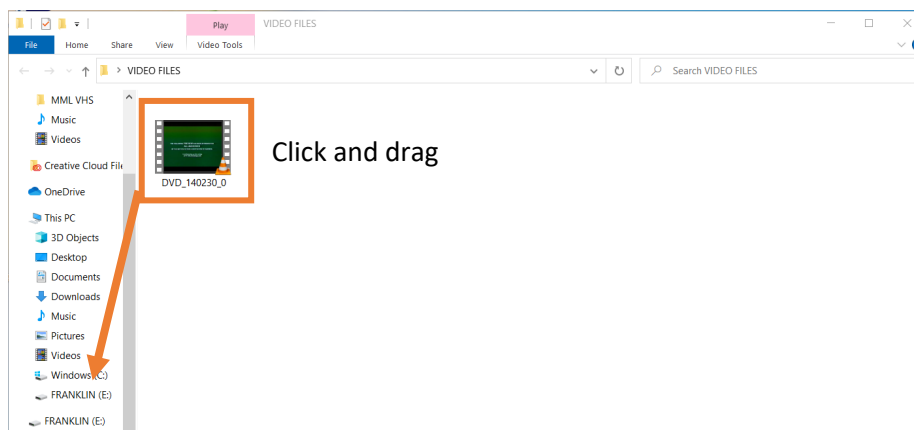 Play VIDEO FILES
File Home Share View Video Tools
VIDEO FILES Search VIDEO FILES
MML VHS
Music
Videos
Creative Cloud File
OneDrive
This PC
3D Objects
Desktop
Documents
Downloads
Music
Pictures
Videos
Windows (C:)
FRANKLIN (E:)
FRANKLIN (E:)
DVD_140230_0
Click and drag